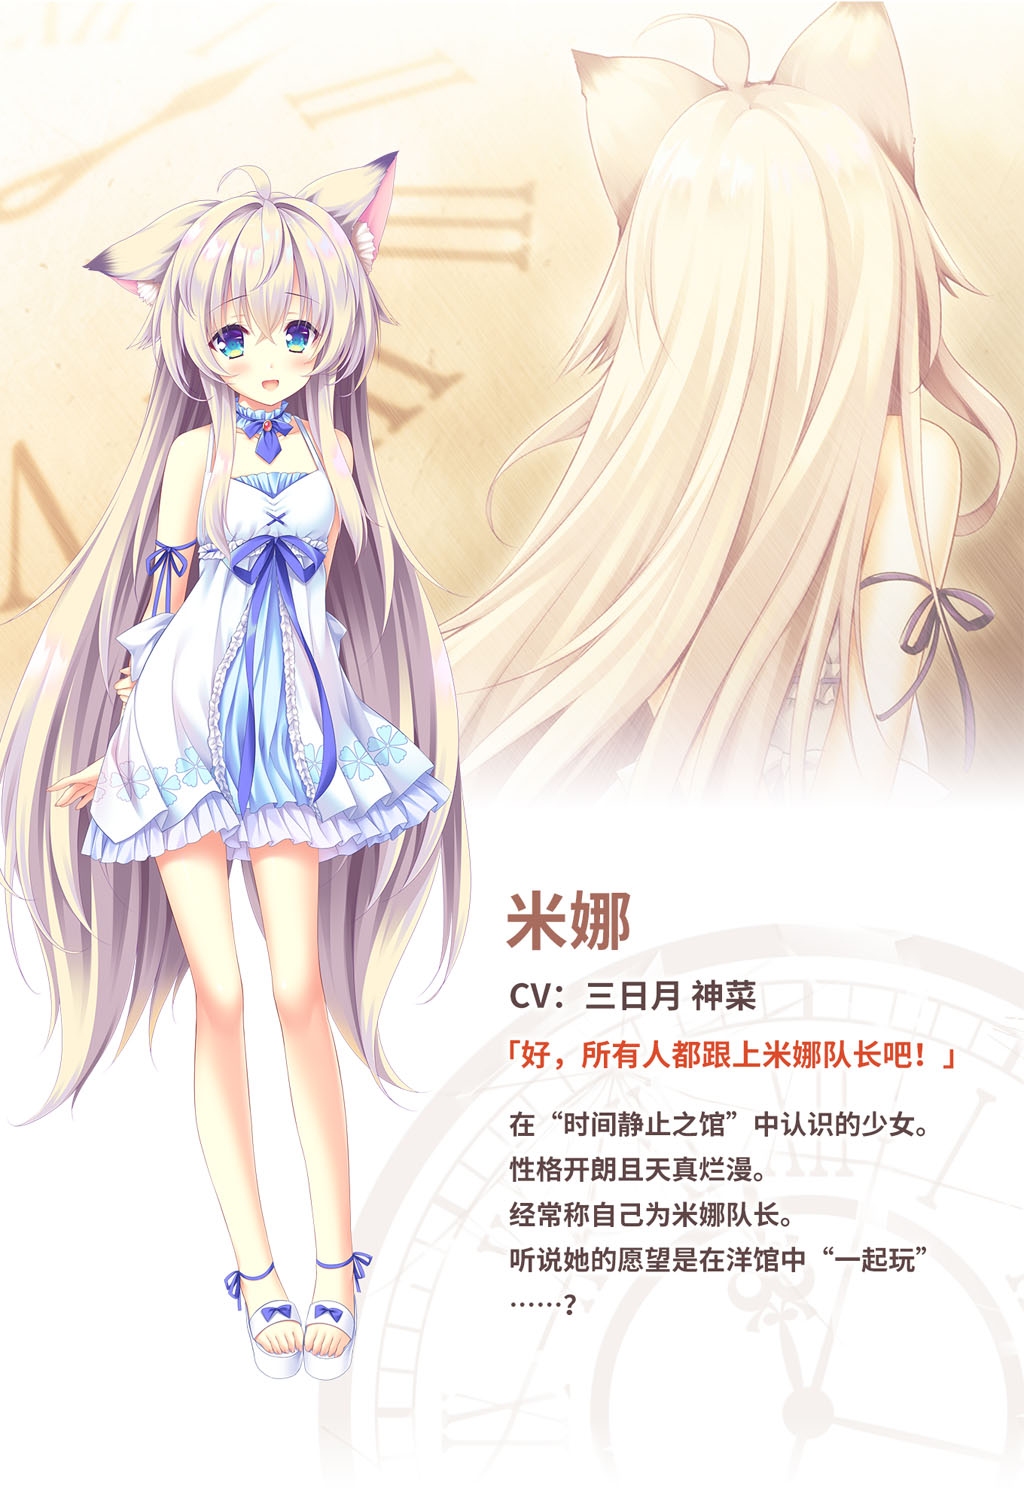 米娜
CV：三日月 神菜
「好，所有人都跟上米娜队长吧！」
在“时间静止之馆”中认识的少女。
性格开朗且天真烂漫。
经常称自己为米娜队长。
听说她的愿望是在洋馆中“一起玩”
……？